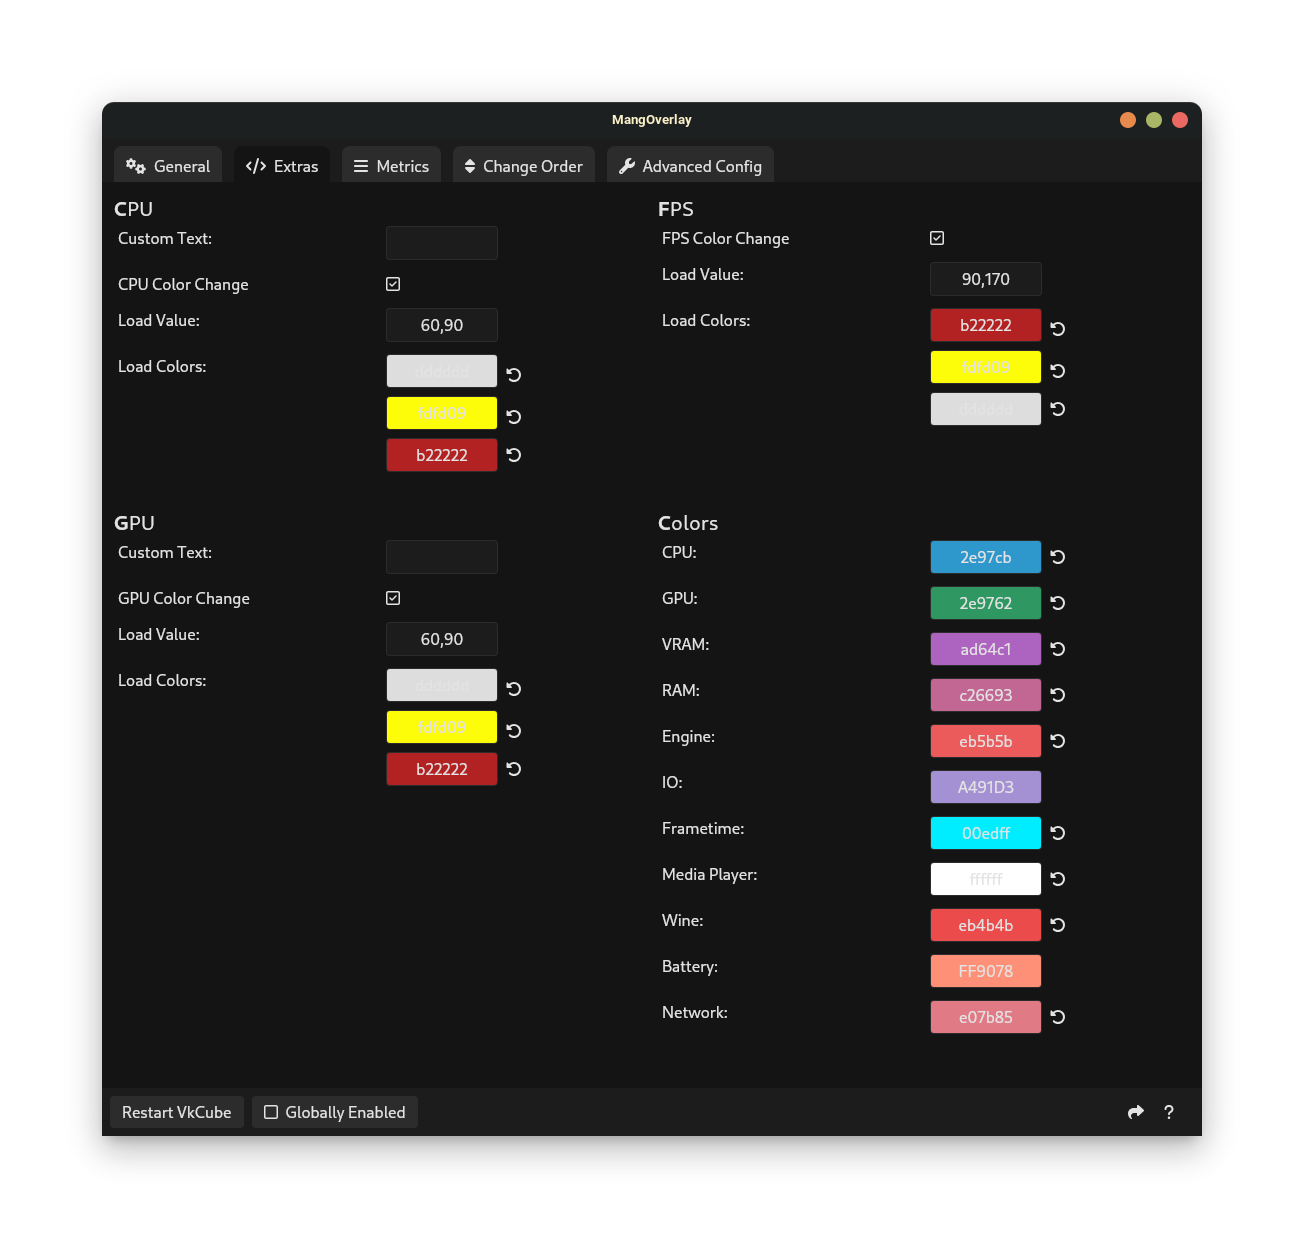 MangOverlay
General
Extras
Metrics
Change Order
Advanced Config
CPU
Custom Text:
CPU Color Change
Load Value:
60,90
Load Colors:
dddddd
fdfd09
b22222
FPS
FPS Color Change
Load Value:
90,170
Load Colors:
b22222
fdfd09
dddddd
GPU
Custom Text:
GPU Color Change
Load Value:
60,90
Load Colors:
dddddd
fdfd09
b22222
Colors
CPU:
2e97cb
GPU:
2e9762
VRAM:
ad64c1
RAM:
c26693
Engine:
eb5b5b
IO:
A491D3
Frametime:
00edff
Media Player:
ffffff
Wine:
eb4b4b
Battery:
FF9078
Network:
e07b85
Restart VkCube
Globally Enabled
?